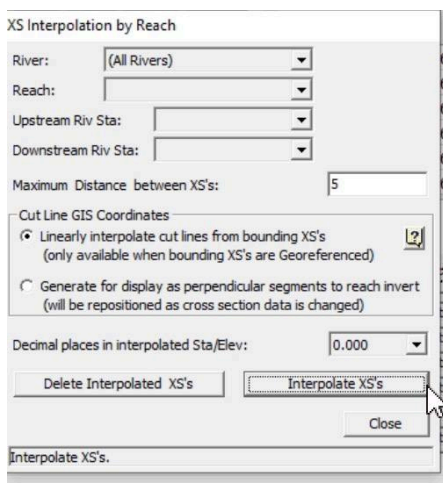 XS Interpolation by Reach
River: (All Rivers)
Reach:
Upstream Riv Sta:
Downstream Riv Sta:
Maximum Distance between XS's: 5
Cut Line GIS Coordinates
Linearly interpolate cut lines from bounding XS's
(only available when bounding XS's are Georeferenced)
Generate for display as perpendicular segments to reach invert
(will be repositioned as cross section data is changed)
Decimal places in interpolated Sta/Elev: 0.000
Delete Interpolated XS's Interpolate XS's
Close
Interpolate XS's.